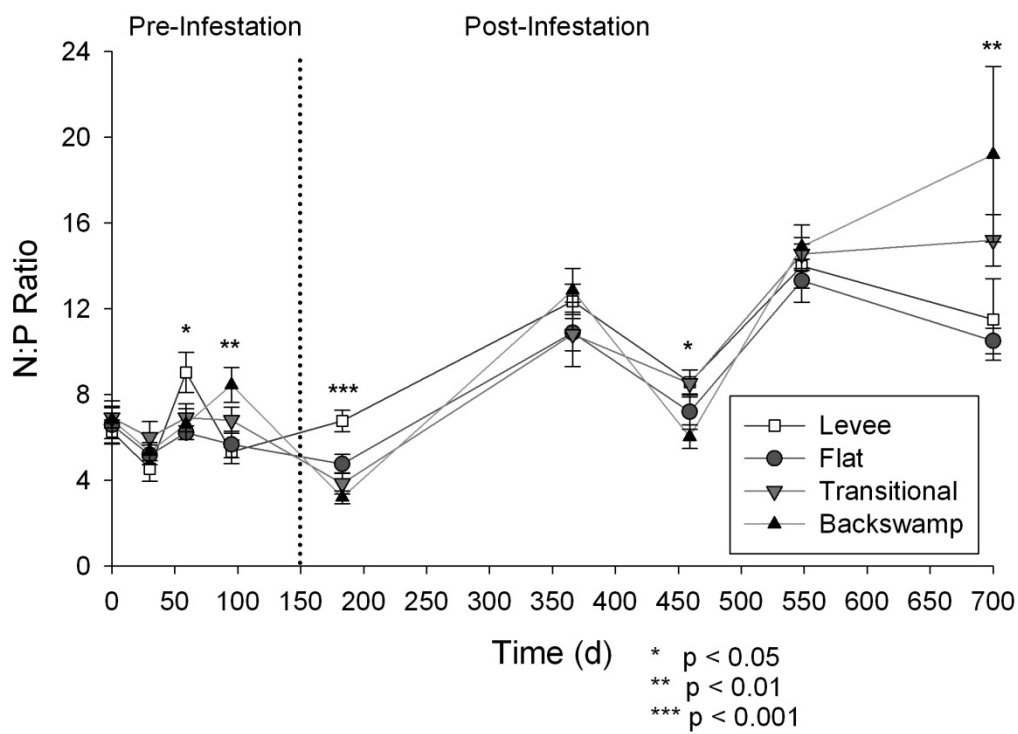 Pre-Infestation Post-Infestation
24
20
16
12
8
4
0
N:P Ratio
* ** *** * **
Levee
Flat
Transitional
Backswamp
0 50 100 150 200 250 300 350 400 450 500 550 600 650 700
Time (d)
* p < 0.05
** p < 0.01
*** p < 0.001